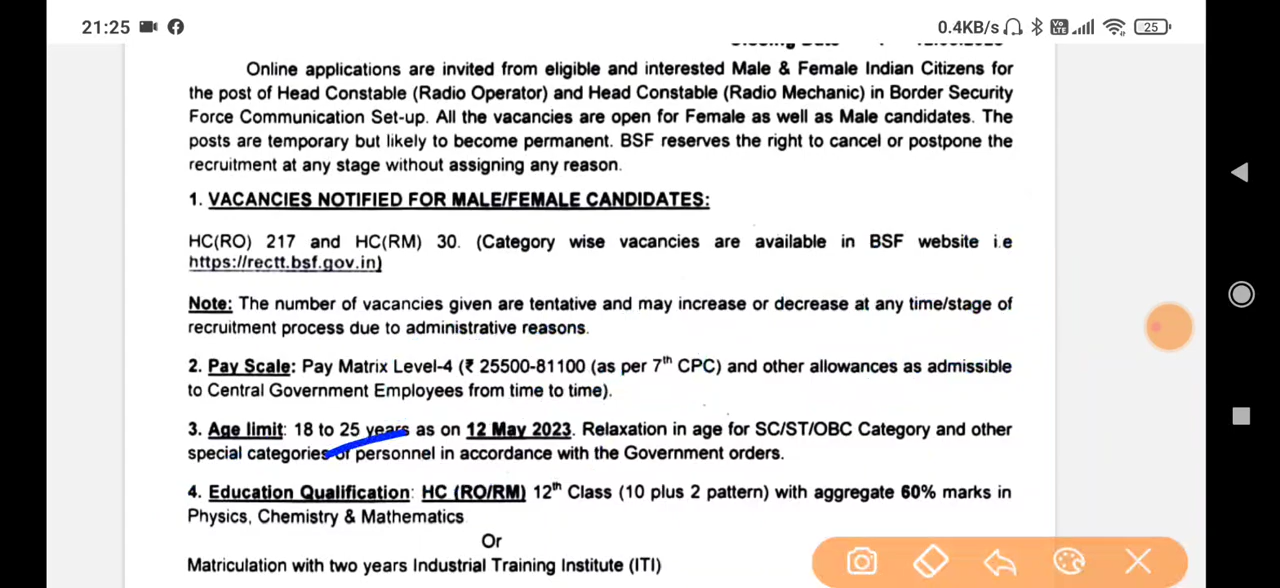 21:25
0.4KB/s
25
Closing Date : 12.05.2023
Online applications are invited from eligible and interested Male & Female Indian Citizens for
the post of Head Constable (Radio Operator) and Head Constable (Radio Mechanic) in Border Security
Force Communication Set-up. All the vacancies are open for Female as well as Male candidates. The
posts are temporary but likely to become permanent. BSF reserves the right to cancel or postpone the
recruitment at any stage without assigning any reason.
1. VACANCIES NOTIFIED FOR MALE/FEMALE CANDIDATES:
HC(RO) 217 and HC(RM) 30. (Category wise vacancies are available in BSF website i.e
https://rectt.bsf.gov.in)
Note: The number of vacancies given are tentative and may increase or decrease at any time/stage of
recruitment process due to administrative reasons.
2. Pay Scale: Pay Matrix Level-4 (₹ 25500-81100 (as per 7th CPC) and other allowances as admissible
to Central Government Employees from time to time).
3. Age limit: 18 to 25 years as on 12 May 2023. Relaxation in age for SC/ST/OBC Category and other
special categories of personnel in accordance with the Government orders.
4. Education Qualification: HC (RO/RM) 12th Class (10 plus 2 pattern) with aggregate 60% marks in
Physics, Chemistry & Mathematics
Or
Matriculation with two years Industrial Training Institute (ITI)